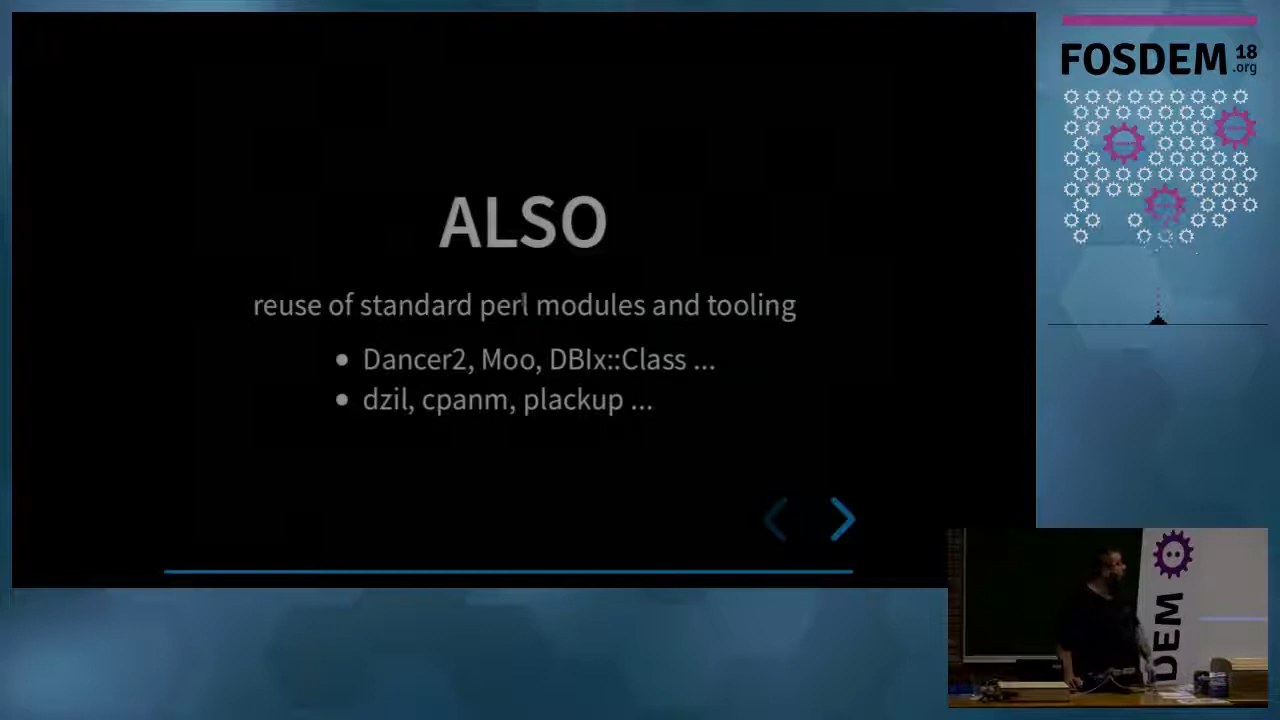 ALSO
reuse of standard perl modules and tooling
Dancer2, Moo, DBIx::Class ...
dzil, cpanm, plackup ...
FOSDEM 18
.org
DEM